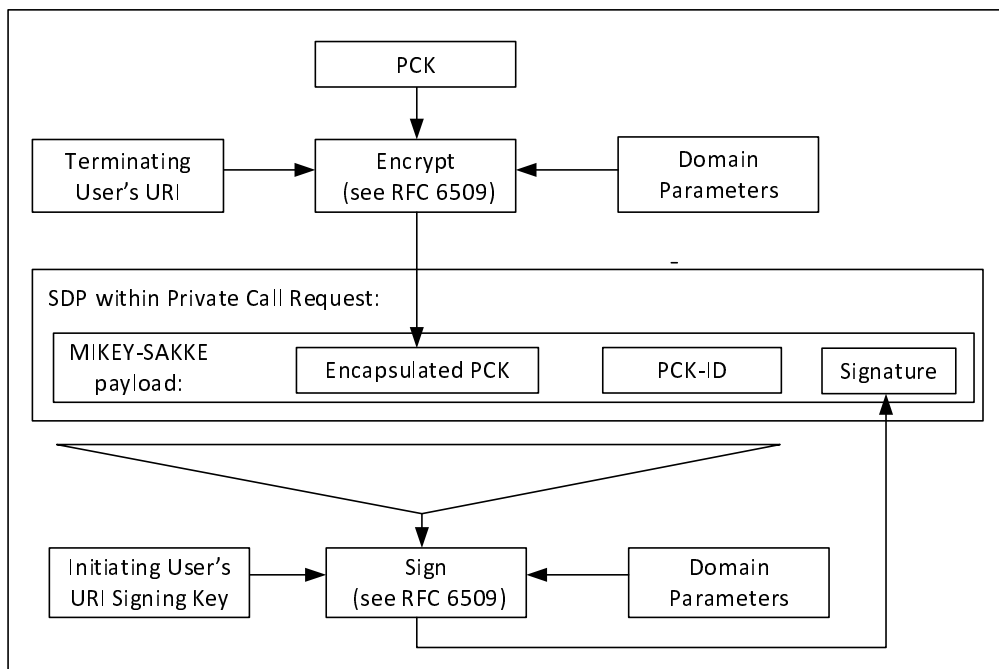 PCK
Terminating
User's URI
Encrypt
(see RFC 6509)
Domain
Parameters
SDP within Private Call Request:
MIKEY-SAKKE
payload:
Encapsulated PCK
PCK-ID
Signature
Initiating User's
URI Signing Key
Sign
(see RFC 6509)
Domain
Parameters